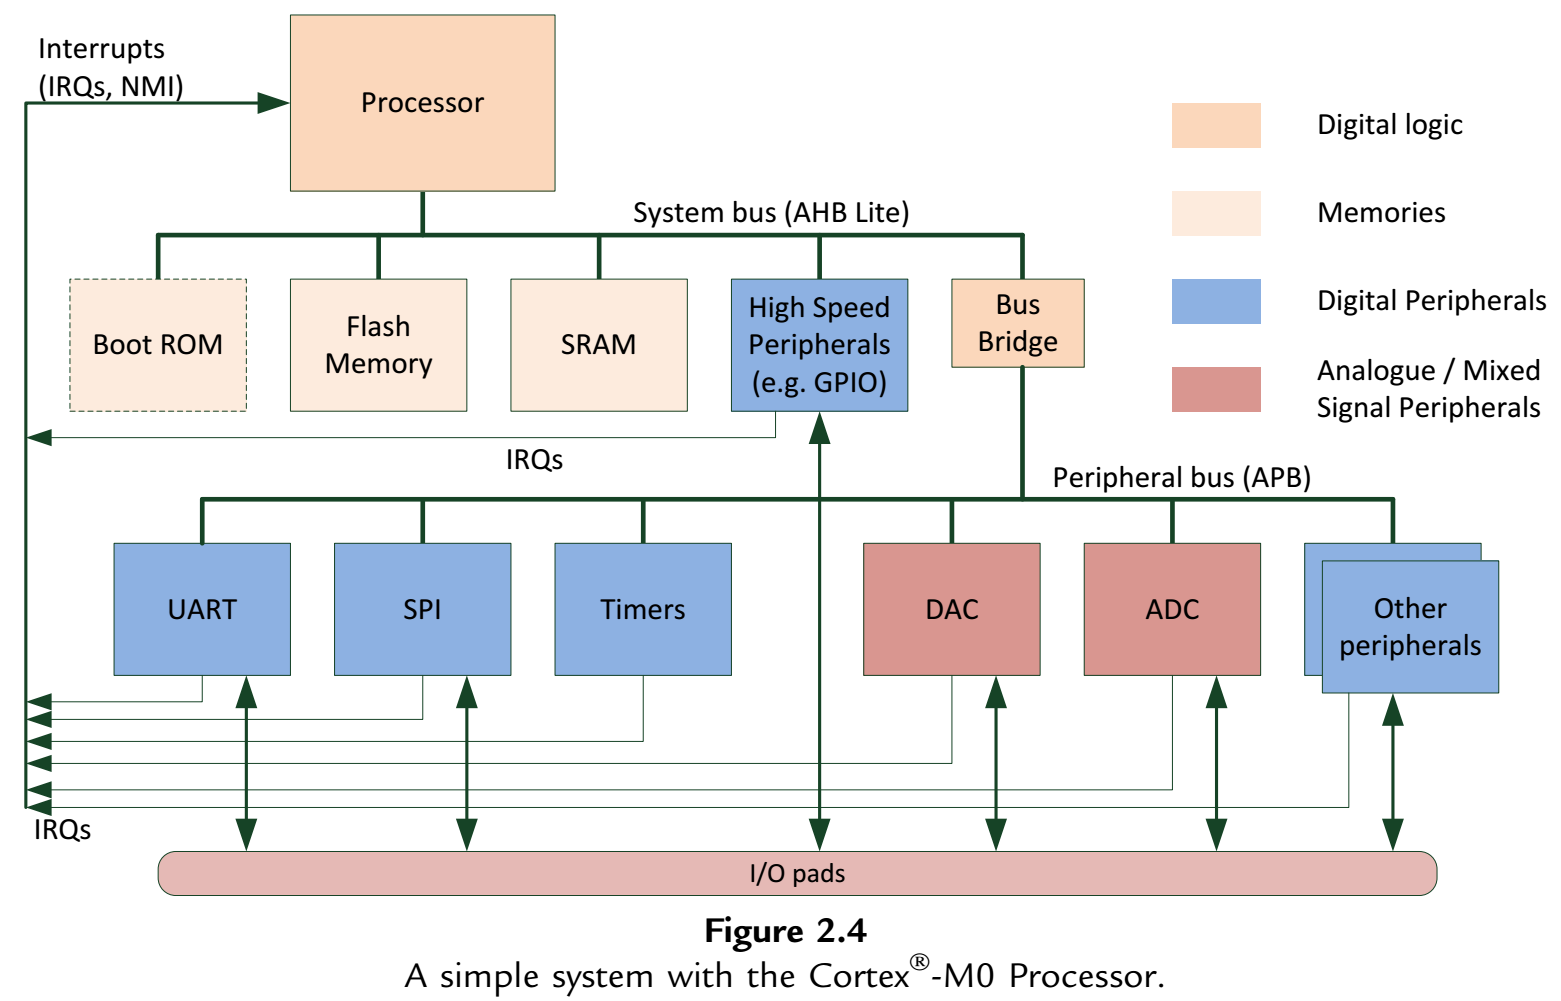 Interrupts
(IRQs, NMI)
Processor
Digital logic
System bus (AHB Lite)
Memories
Boot ROM
Flash
Memory
SRAM
High Speed
Peripherals
(e.g. GPIO)
Bus
Bridge
Digital Peripherals
Analogue / Mixed
Signal Peripherals
IRQs
Peripheral bus (APB)
UART
SPI
Timers
DAC
ADC
Other
peripherals
IRQs
I/O pads
Figure 2.4
A simple system with the Cortex®-M0 Processor.